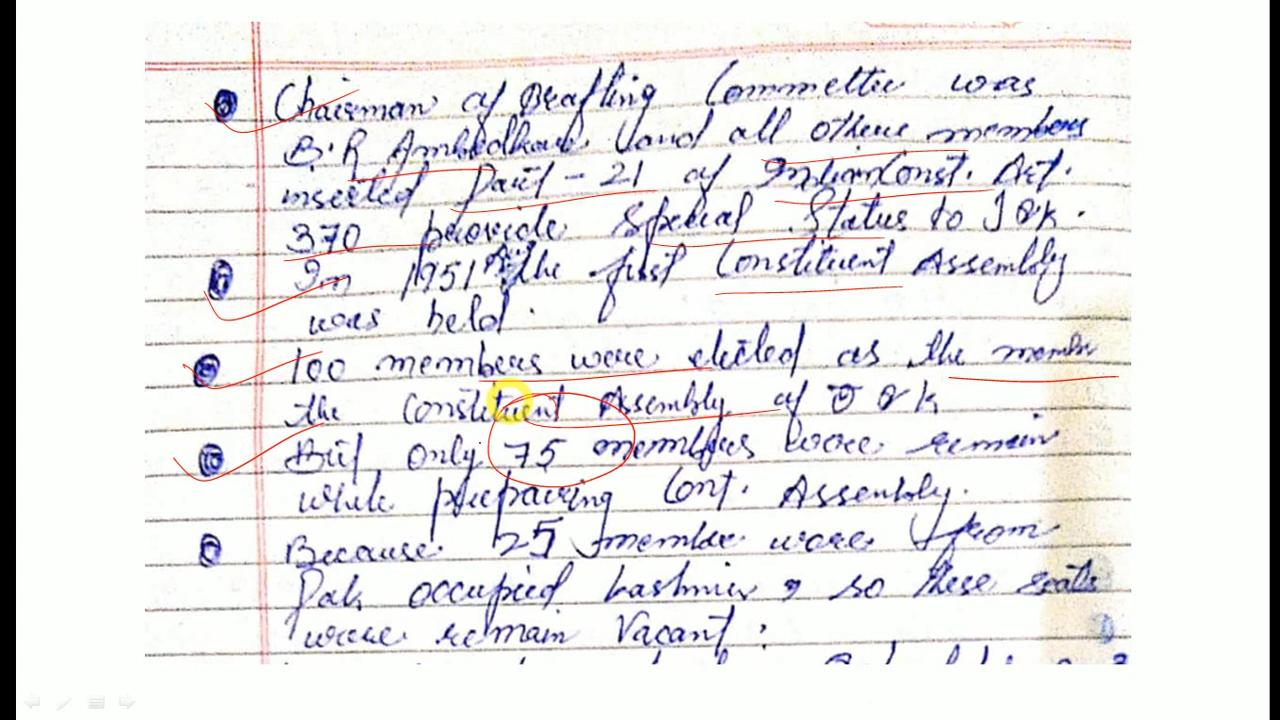 Chairman of Drafting Committee was
B.R Ambedkar and all other members
inserted Part - 21 of Indian Const. Art.
370 provide special Status to J & K.
In 1951 the first Constituent Assembly
was held.
100 members were elected as the member
the Constituent Assembly of J & K
But only 75 members were remain
while preparing Cont. Assembly.
Because 25 member were from
Pak occupied Kashmir, so these seats
were remain Vacant.